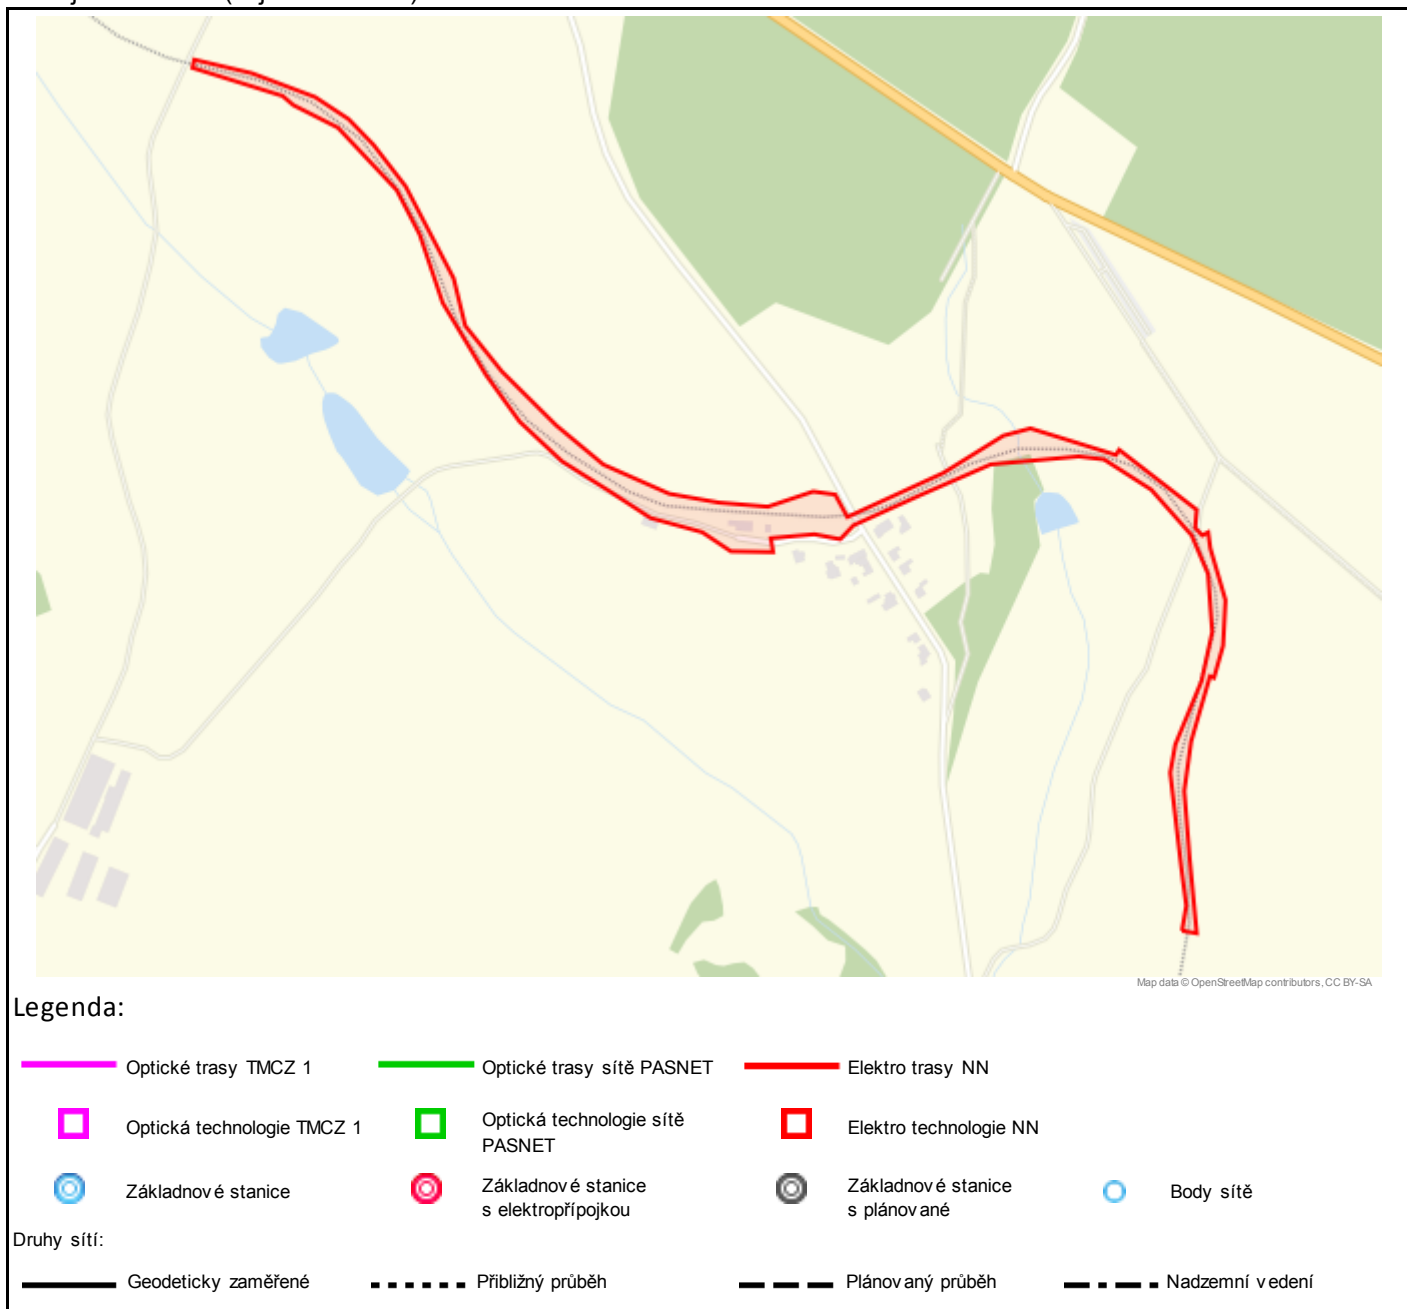 Map data © OpenStreetMap contributors, CC BY-SA
Legenda:
Optické trasy TMCZ 1
Optické trasy sítě PASNET
Elektro trasy NN
Optická technologie TMCZ 1
Optická technologie sítě
PASNET
Elektro technologie NN
Základnové stanice
Základnové stanice
s elektropřípojkou
Základnové stanice
s plánované
Body sítě
Druhy sítí:
Geodeticky zaměřené
Přibližný průběh
Plánovaný průběh
Nadzemní vedení